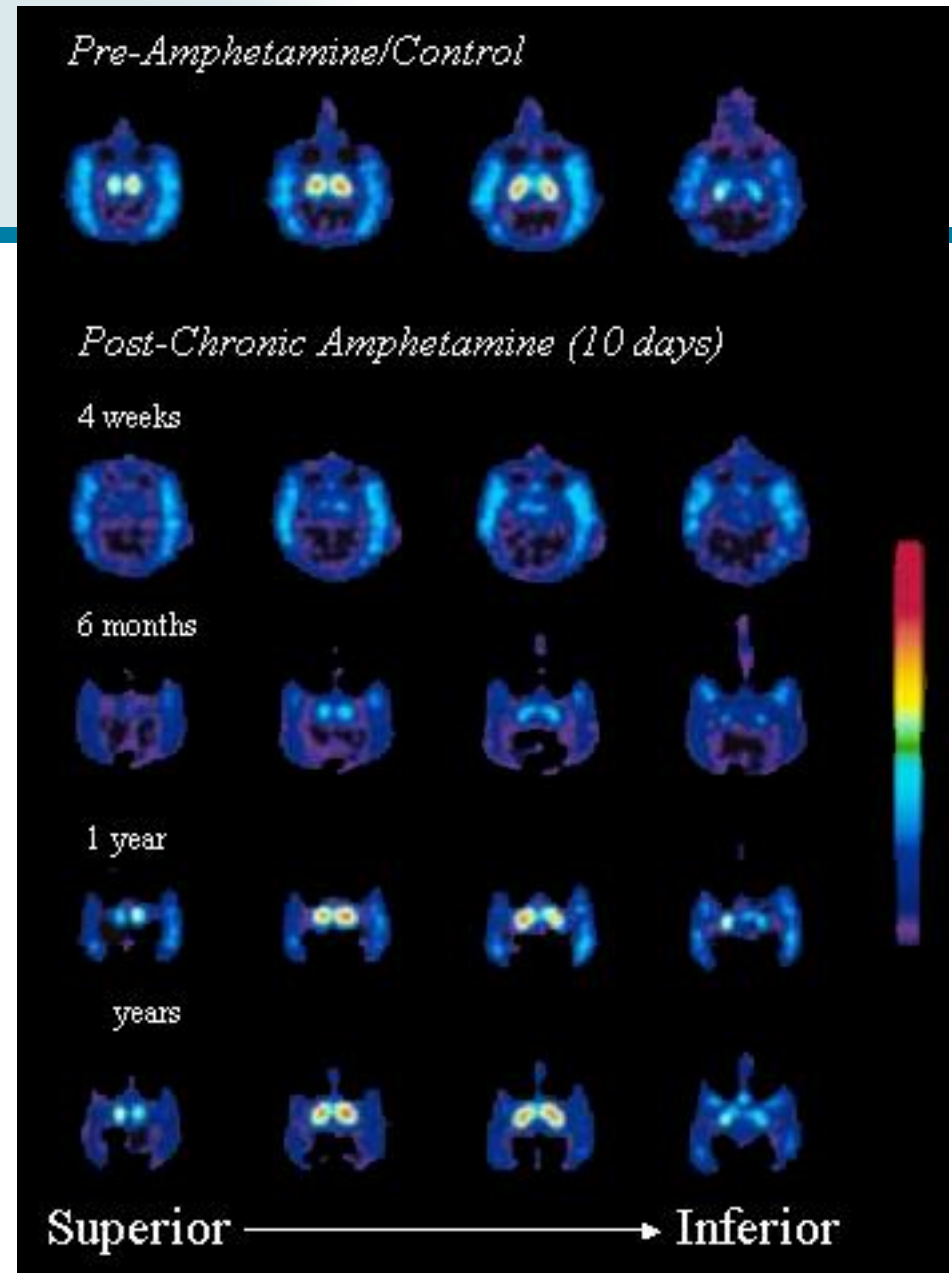 Pre-Amphetamine/Control
Post-Chronic Amphetamine (10 days)
4 weeks
6 months
1 year
years
Superior
Inferior